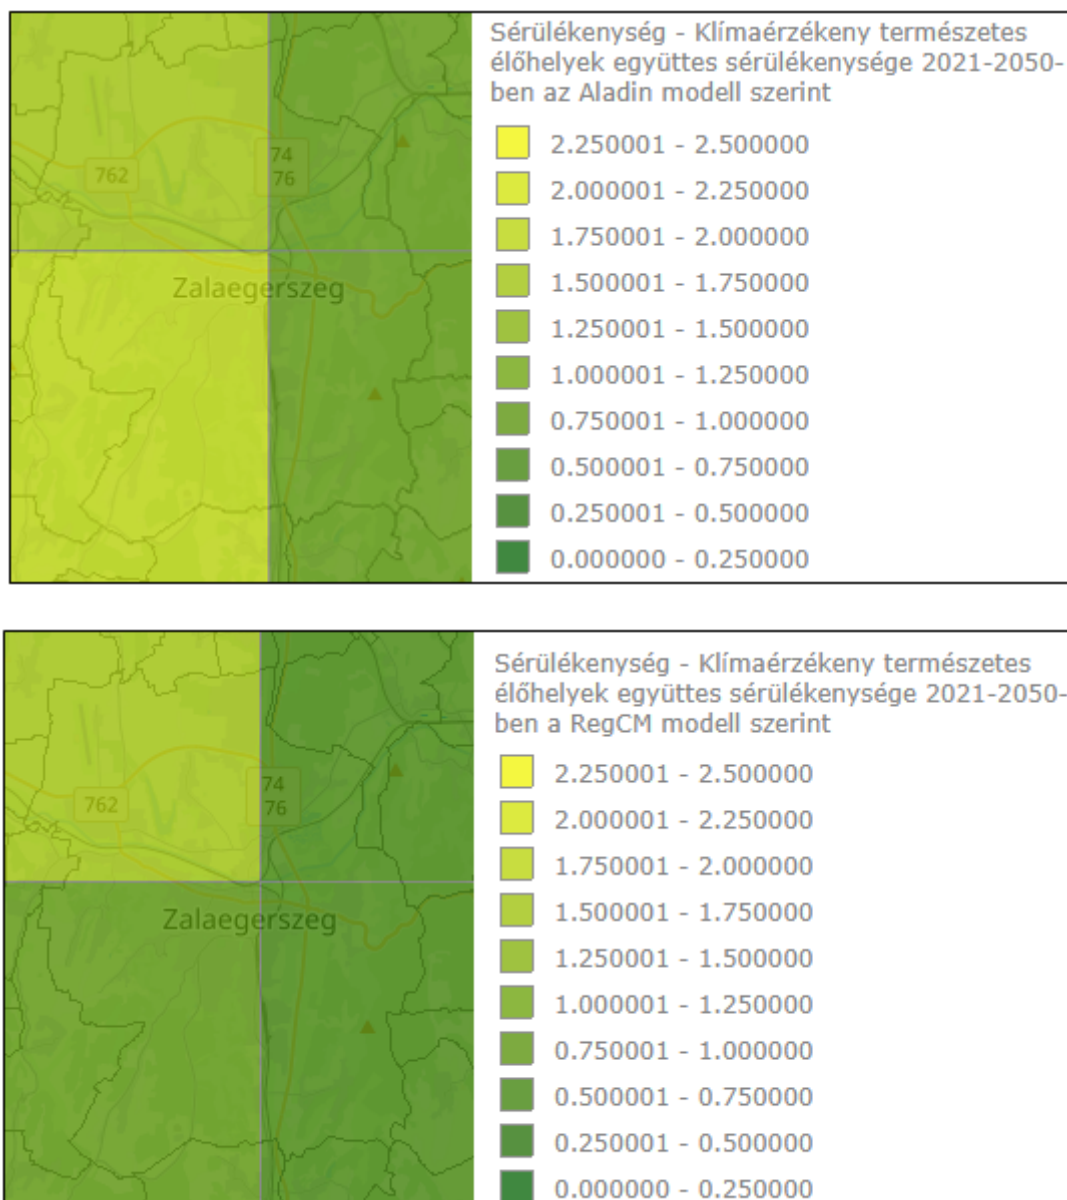 Sérülékenység - Klímaérzékeny természetes
élőhelyek együttes sérülékenysége 2021-2050-
ben az Aladin modell szerint
2.250001 - 2.500000
2.000001 - 2.250000
1.750001 - 2.000000
1.500001 - 1.750000
1.250001 - 1.500000
1.000001 - 1.250000
0.750001 - 1.000000
0.500001 - 0.750000
0.250001 - 0.500000
0.000000 - 0.250000
74
76
762
Zalaegerszeg
Sérülékenység - Klímaérzékeny természetes
élőhelyek együttes sérülékenysége 2021-2050-
ben a RegCM modell szerint
2.250001 - 2.500000
2.000001 - 2.250000
1.750001 - 2.000000
1.500001 - 1.750000
1.250001 - 1.500000
1.000001 - 1.250000
0.750001 - 1.000000
0.500001 - 0.750000
0.250001 - 0.500000
0.000000 - 0.250000
74
76
762
Zalaegerszeg